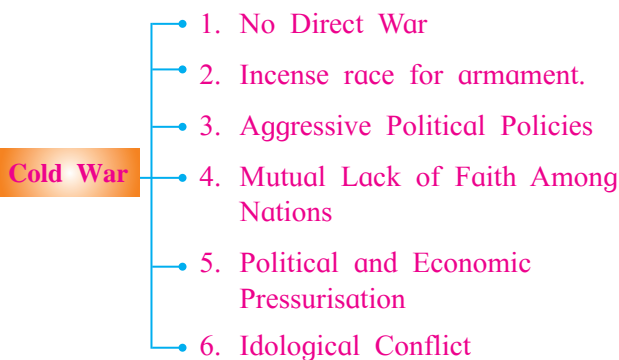 1. No Direct War
2. Incense race for armament.
3. Aggressive Political Policies
Cold War
4. Mutual Lack of Faith Among
Nations
5. Political and Economic
Pressurisation
6. Idological Conflict